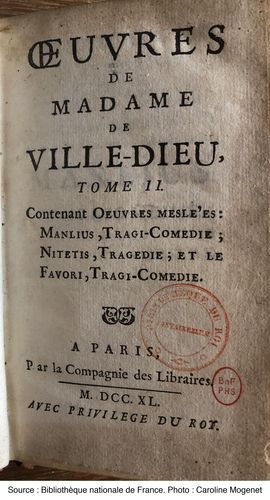 ŒUVRES
DE
MADAME
DE
VILLE-DIEU,
TOME II.
Contenant OEUVRES MESLE'ES:
MANLIUS, TRAGI-COMEDIE;
NITETIS, TRAGEDIE; ET LE
FAVORI, TRAGI-COMEDIE.
A PARIS,
Par la Compagnie des Libraires.
M. DCC. XL.
AVEC PRIVILEGE DU ROY.
BnF
PHS
Source : Bibliothèque nationale de France. Photo : Caroline Mogenet